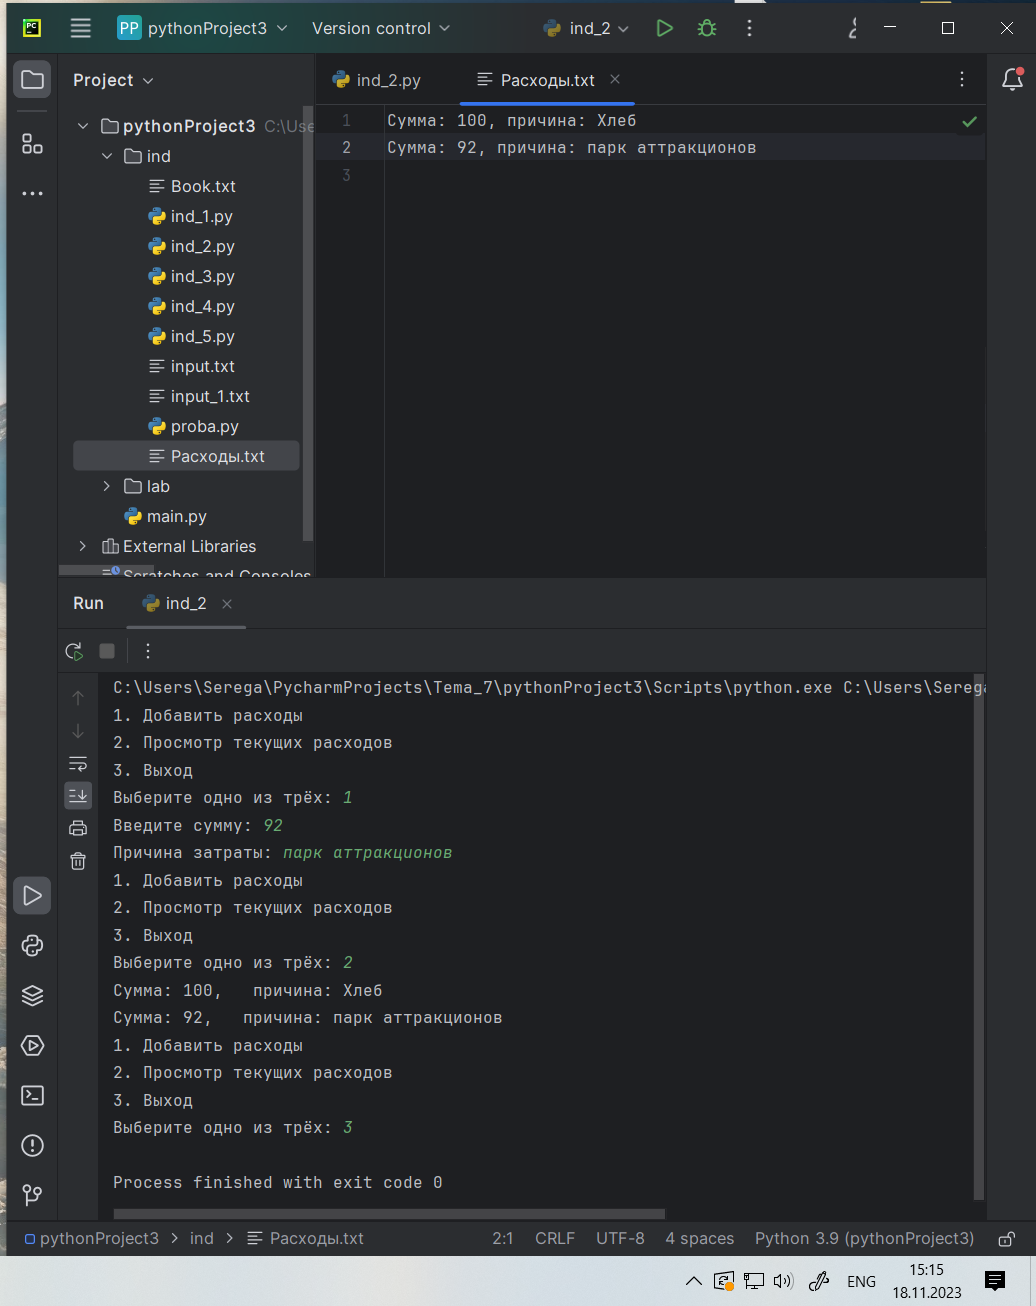 PC
PP pythonProject3 Version control ind_2
Project
ind_2.py
Расходы.txt
pythonProject3 C:\Use
ind
Book.txt
ind_1.py
ind_2.py
ind_3.py
ind_4.py
ind_5.py
input.txt
input_1.txt
proba.py
Расходы.txt
lab
main.py
External Libraries
Scratches and Consoles
1 Сумма: 100, причина: Хлеб
2 Сумма: 92, причина: парк аттракционов
3
Run ind_2
C:\Users\Serega\PycharmProjects\Tema_7\pythonProject3\Scripts\python.exe C:\Users\Serega
1. Добавить расходы
2. Просмотр текущих расходов
3. Выход
Выберите одно из трёх: 1
Введите сумму: 92
Причина затраты: парк аттракционов
1. Добавить расходы
2. Просмотр текущих расходов
3. Выход
Выберите одно из трёх: 2
Сумма: 100,   причина: Хлеб
Сумма: 92,   причина: парк аттракционов
1. Добавить расходы
2. Просмотр текущих расходов
3. Выход
Выберите одно из трёх: 3
Process finished with exit code 0
pythonProject3 > ind > Расходы.txt 2:1 CRLF UTF-8 4 spaces Python 3.9 (pythonProject3)
ENG 15:15
18.11.2023